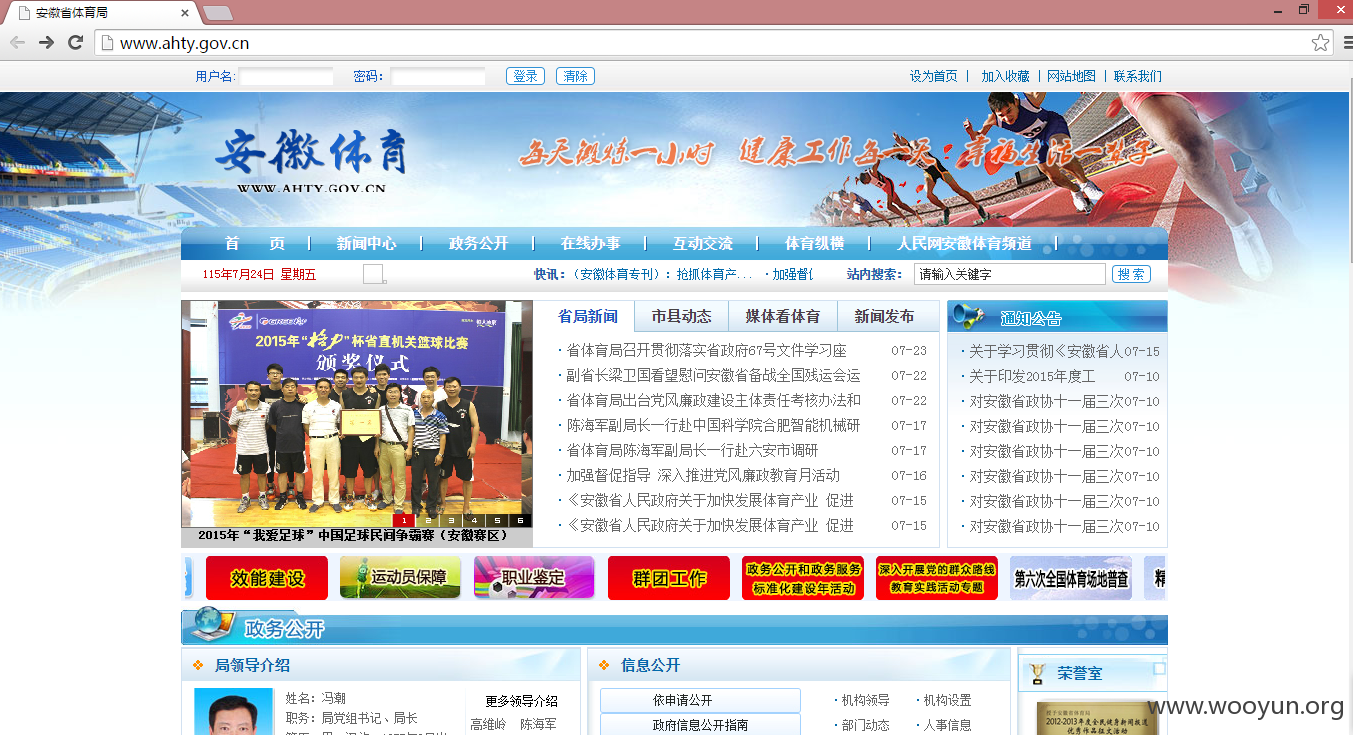 安徽省体育局
www.ahty.gov.cn
用户名: 密码: 登录 清除 设为首页 | 加入收藏 | 网站地图 | 联系我们
安徽体育
WWW.AHTY.GOV.CN
每天锻炼一小时 健康工作每一天 幸福生活一辈子
首 页 | 新闻中心 | 政务公开 | 在线办事 | 互动交流 | 体育纵横 | 人民网安徽体育频道 |
115年7月24日 星期五 快讯: 《安徽体育专刊》: 抢抓体育产... ·加强督 站内搜索: 请输入关键字 搜 索
2015年“格力”杯省直机关篮球比赛
颁奖仪式
1 2 3 4 5 6
2015年“我爱足球”中国足球民间争霸赛(安徽赛区)
省局新闻 市县动态 媒体看体育 新闻发布
·省体育局召开贯彻落实省政府67号文件学习座 07-23
·副省长梁卫国看望慰问安徽省备战全国残运会运 07-22
·省体育局出台党风廉政建设主体责任考核办法和 07-22
·陈海军副局长一行赴中国科学院合肥智能机械研 07-17
·省体育局陈海军副局长一行赴六安市调研 07-17
·加强督促指导 深入推进党风廉政教育月活动 07-16
·《安徽省人民政府关于加快发展体育产业 促进 07-15
·《安徽省人民政府关于加快发展体育产业 促进 07-15
通知公告
·关于学习贯彻《安徽省人07-15
·关于印发2015年度工 07-10
·对安徽省政协十一届三次07-10
·对安徽省政协十一届三次07-10
·对安徽省政协十一届三次07-10
·对安徽省政协十一届三次07-10
·对安徽省政协十一届三次07-10
·对安徽省政协十一届三次07-10
效能建设 运动员保障 职业鉴定 群团工作
政务公开和政务服务
标准化建设年活动
深入开展党的群众路线
教育实践活动专题
第六次全国体育场地普查
精
政务公开
局领导介绍
姓名: 冯潮
职务: 局党组书记、局长
更多领导介绍
高维岭 陈海军
信息公开
依申请公开
政府信息公开指南
·机构领导 ·机构设置
·部门动态 ·人事信息
荣誉室
授予安徽省体育局
2012-2013年度全民健身新闻报道
优秀作品征文活动
www.wooyun.org